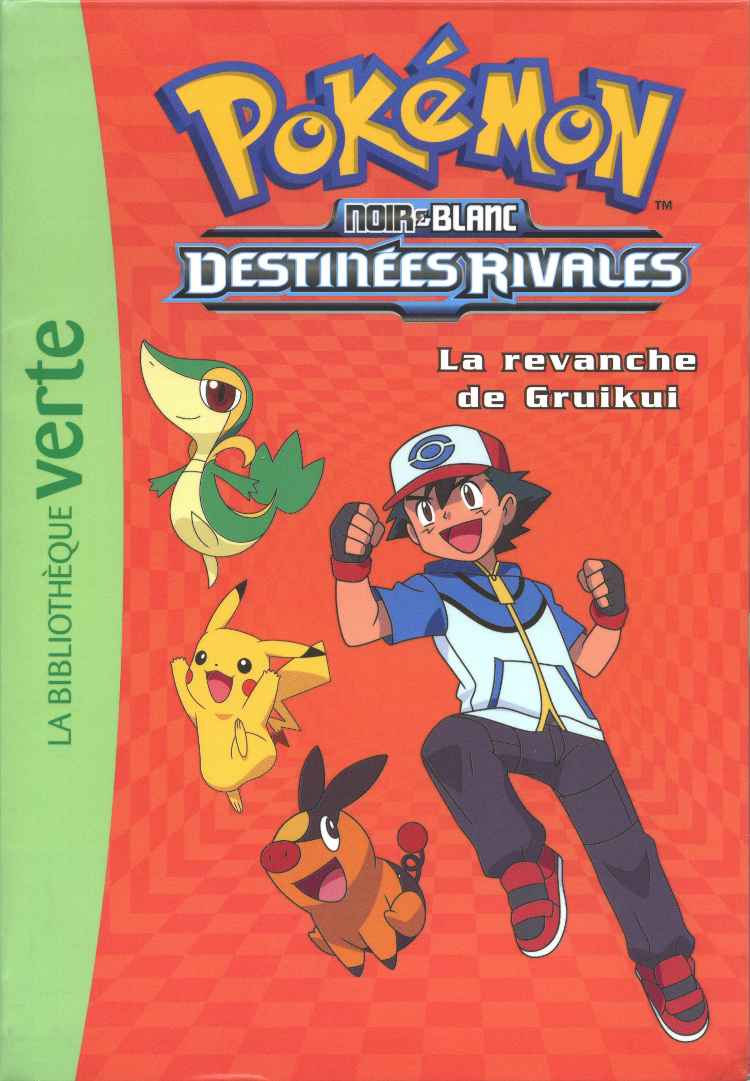 POKéMON
TM
NOIR & BLANC
DESTINÉES RIVALES
La revanche
de Gruikui
LA BIBLIOTHÈQUE verte